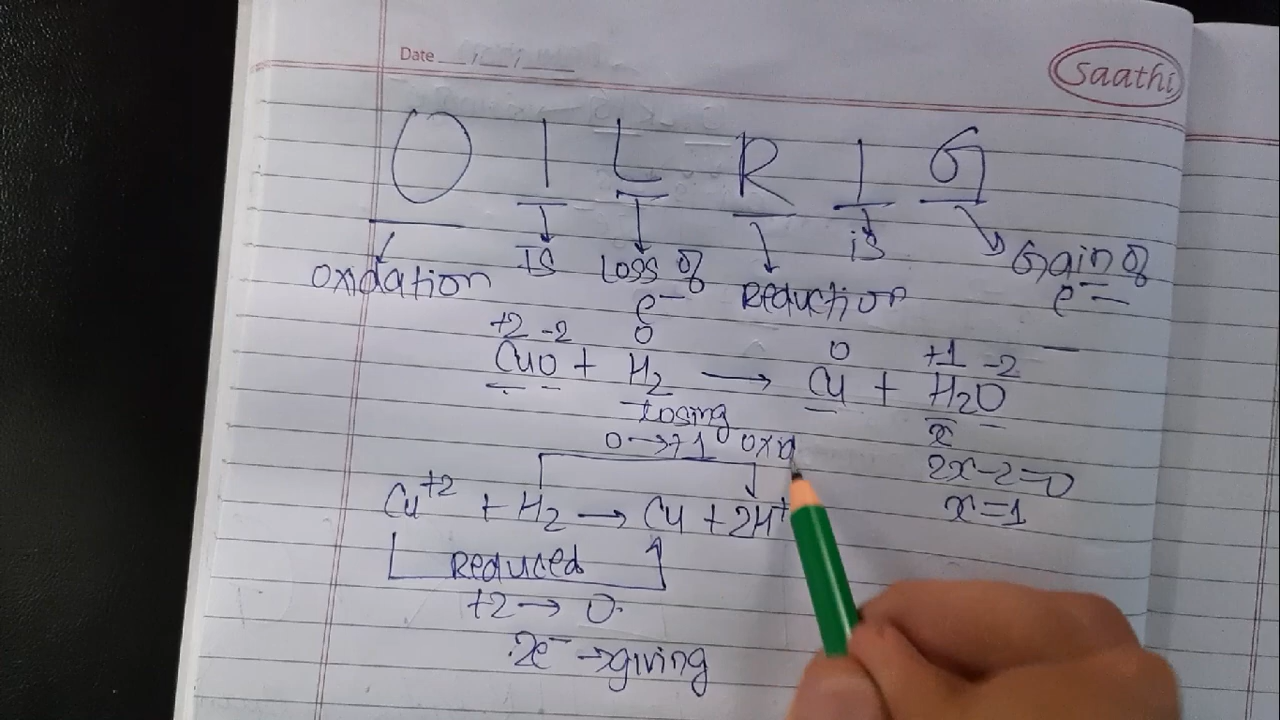 Date
saathi
O I L R I G
oxidation Is Loss of e⁻ Reduction is Gain of e⁻
+2 -2 0 0 +1 -2
CuO + H₂ → Cu + H₂O
Losing x
0→+1 oxd 2x-2=0
Cu⁺² + H₂ → Cu + 2H⁺ x=1
Reduced
+2 → 0
2e⁻ → giving